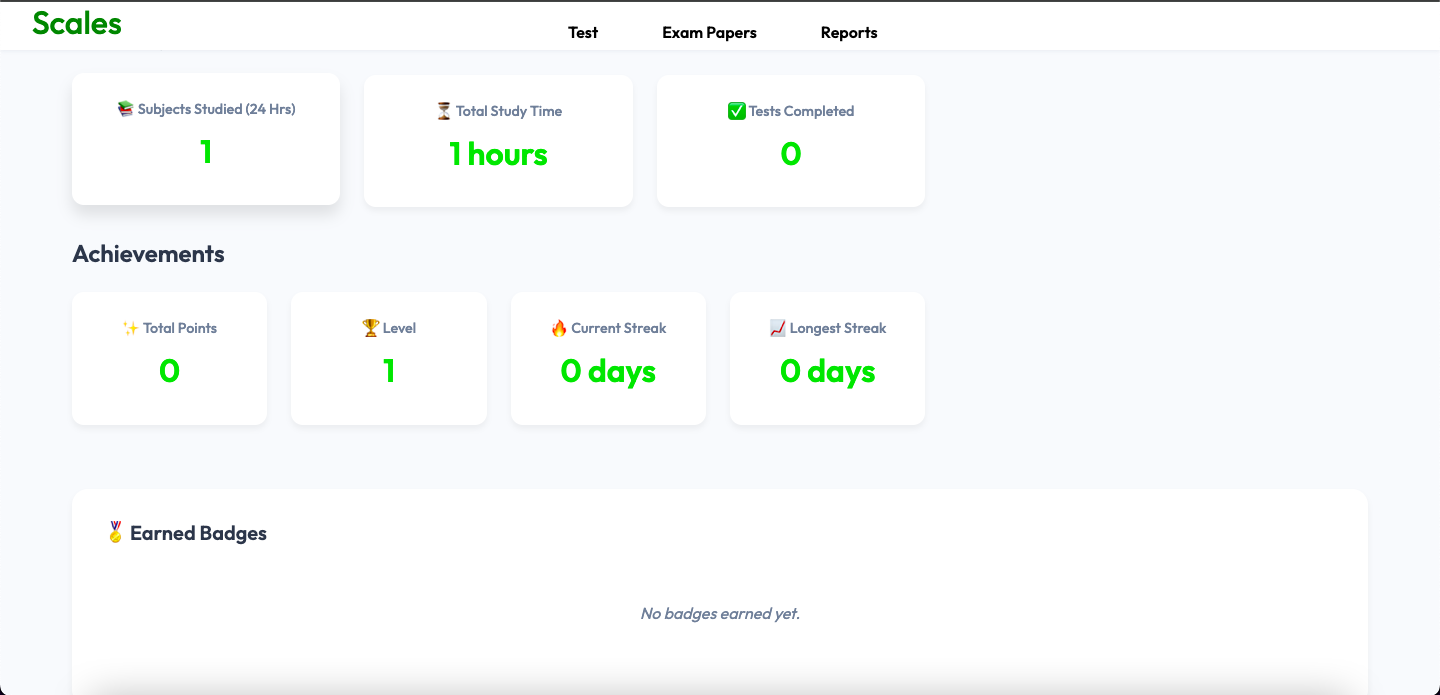 Scales
Test Exam Papers Reports
📚 Subjects Studied (24 Hrs) ⏳ Total Study Time ✅ Tests Completed
1 1 hours 0
Achievements
✨ Total Points 🏆 Level 🔥 Current Streak 📈 Longest Streak
0 1 0 days 0 days
🏅 Earned Badges
No badges earned yet.